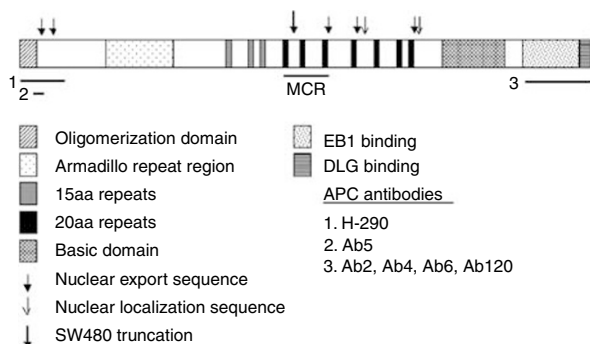 MCR
1
2
3
Oligomerization domain
Armadillo repeat region
15aa repeats
20aa repeats
Basic domain
Nuclear export sequence
Nuclear localization sequence
SW480 truncation
EB1 binding
DLG binding
APC antibodies
1. H-290
2. Ab5
3. Ab2, Ab4, Ab6, Ab120